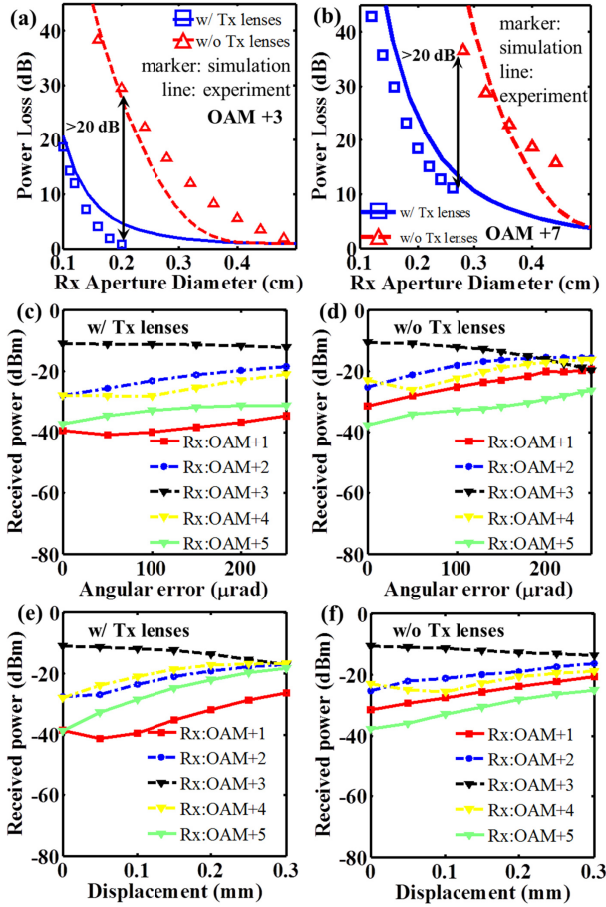 (a)
w/ Tx lenses
w/o Tx lenses
marker: simulation
line: experiment
OAM +3
>20 dB
Power Loss (dB)
40
30
20
10
0
0.1 0.2 0.3 0.4
Rx Aperture Diameter (cm)
(b)
marker:
simulation
line:
experiment
>20 dB
w/ Tx lenses
w/o Tx lenses
OAM +7
Power Loss (dB)
40
30
20
10
0
0.2 0.3 0.4
Rx Aperture Diameter (cm)
(c)
w/ Tx lenses
Rx:OAM+1
Rx:OAM+2
Rx:OAM+3
Rx:OAM+4
Rx:OAM+5
Received power (dBm)
0
-20
-40
-60
-80
0 100 200
Angular error (μrad)
(d)
w/o Tx lenses
Rx:OAM+1
Rx:OAM+2
Rx:OAM+3
Rx:OAM+4
Rx:OAM+5
Received power (dBm)
0
-20
-40
-60
-80
0 100 200
Angular error (μrad)
(e)
w/ Tx lenses
Rx:OAM+1
Rx:OAM+2
Rx:OAM+3
Rx:OAM+4
Rx:OAM+5
Received power (dBm)
0
-20
-40
-60
-80
0 0.1 0.2 0.3
Displacement (mm)
(f)
w/o Tx lenses
Rx:OAM+1
Rx:OAM+2
Rx:OAM+3
Rx:OAM+4
Rx:OAM+5
Received power (dBm)
0
-20
-40
-60
-80
0 0.1 0.2 0.3
Displacement (mm)